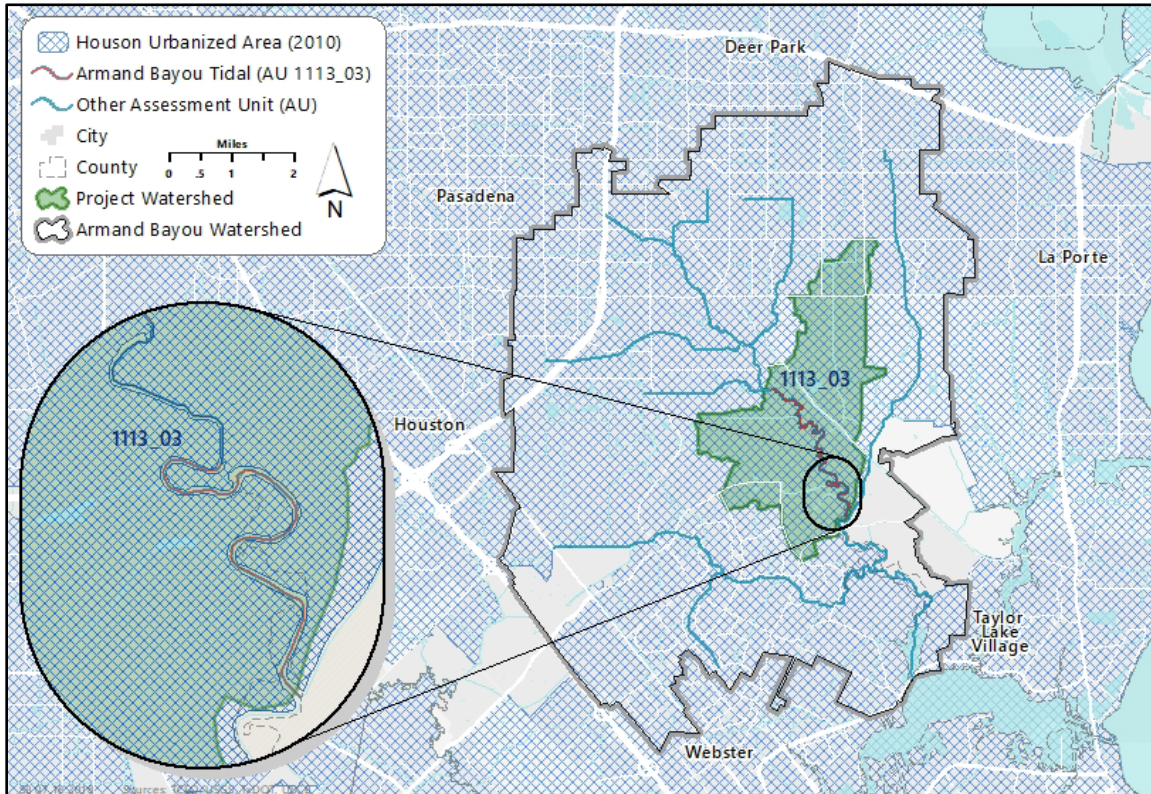 Houson Urbanized Area (2010)
Armand Bayou Tidal (AU 1113_03)
Other Assessment Unit (AU)
City
County
Miles
0 .5 1 2
N
Project Watershed
Armand Bayou Watershed
Deer Park
Pasadena
La Porte
1113_03
Houston
1113_03
Taylor
Lake
Village
Webster